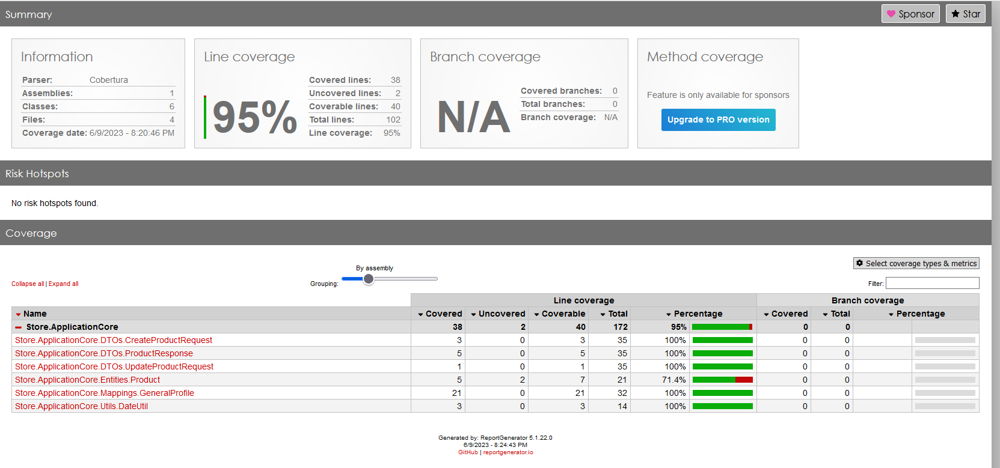 Summary
Sponsor
Star
Information
Parser: Cobertura
Assemblies: 1
Classes: 6
Files: 4
Coverage date: 6/9/2023 - 8:20:46 PM
Line coverage
95%
Covered lines: 38
Uncovered lines: 2
Coverable lines: 40
Total lines: 102
Line coverage: 95%
Branch coverage
N/A
Covered branches: 0
Total branches: 0
Branch coverage: N/A
Method coverage
Feature is only available for sponsors
Upgrade to PRO version
Risk Hotspots
No risk hotspots found.
Coverage
Collapse all | Expand all
By assembly
Grouping:
Select coverage types & metrics
Filter:
Line coverage Branch coverage
Name Covered Uncovered Coverable Total Percentage Covered Total Percentage
Store.ApplicationCore 38 2 40 172 95% 0 0
Store.ApplicationCore.DTOs.CreateProductRequest 3 0 3 35 100% 0 0
Store.ApplicationCore.DTOs.ProductResponse 5 0 5 35 100% 0 0
Store.ApplicationCore.DTOs.UpdateProductRequest 1 0 1 35 100% 0 0
Store.ApplicationCore.Entities.Product 5 2 7 21 71.4% 0 0
Store.ApplicationCore.Mappings.GeneralProfile 21 0 21 32 100% 0 0
Store.ApplicationCore.Utils.DateUtil 3 0 3 14 100% 0 0
Generated by: ReportGenerator 5.1.22.0
6/9/2023 - 8:24:43 PM
GitHub | reportgenerator.io